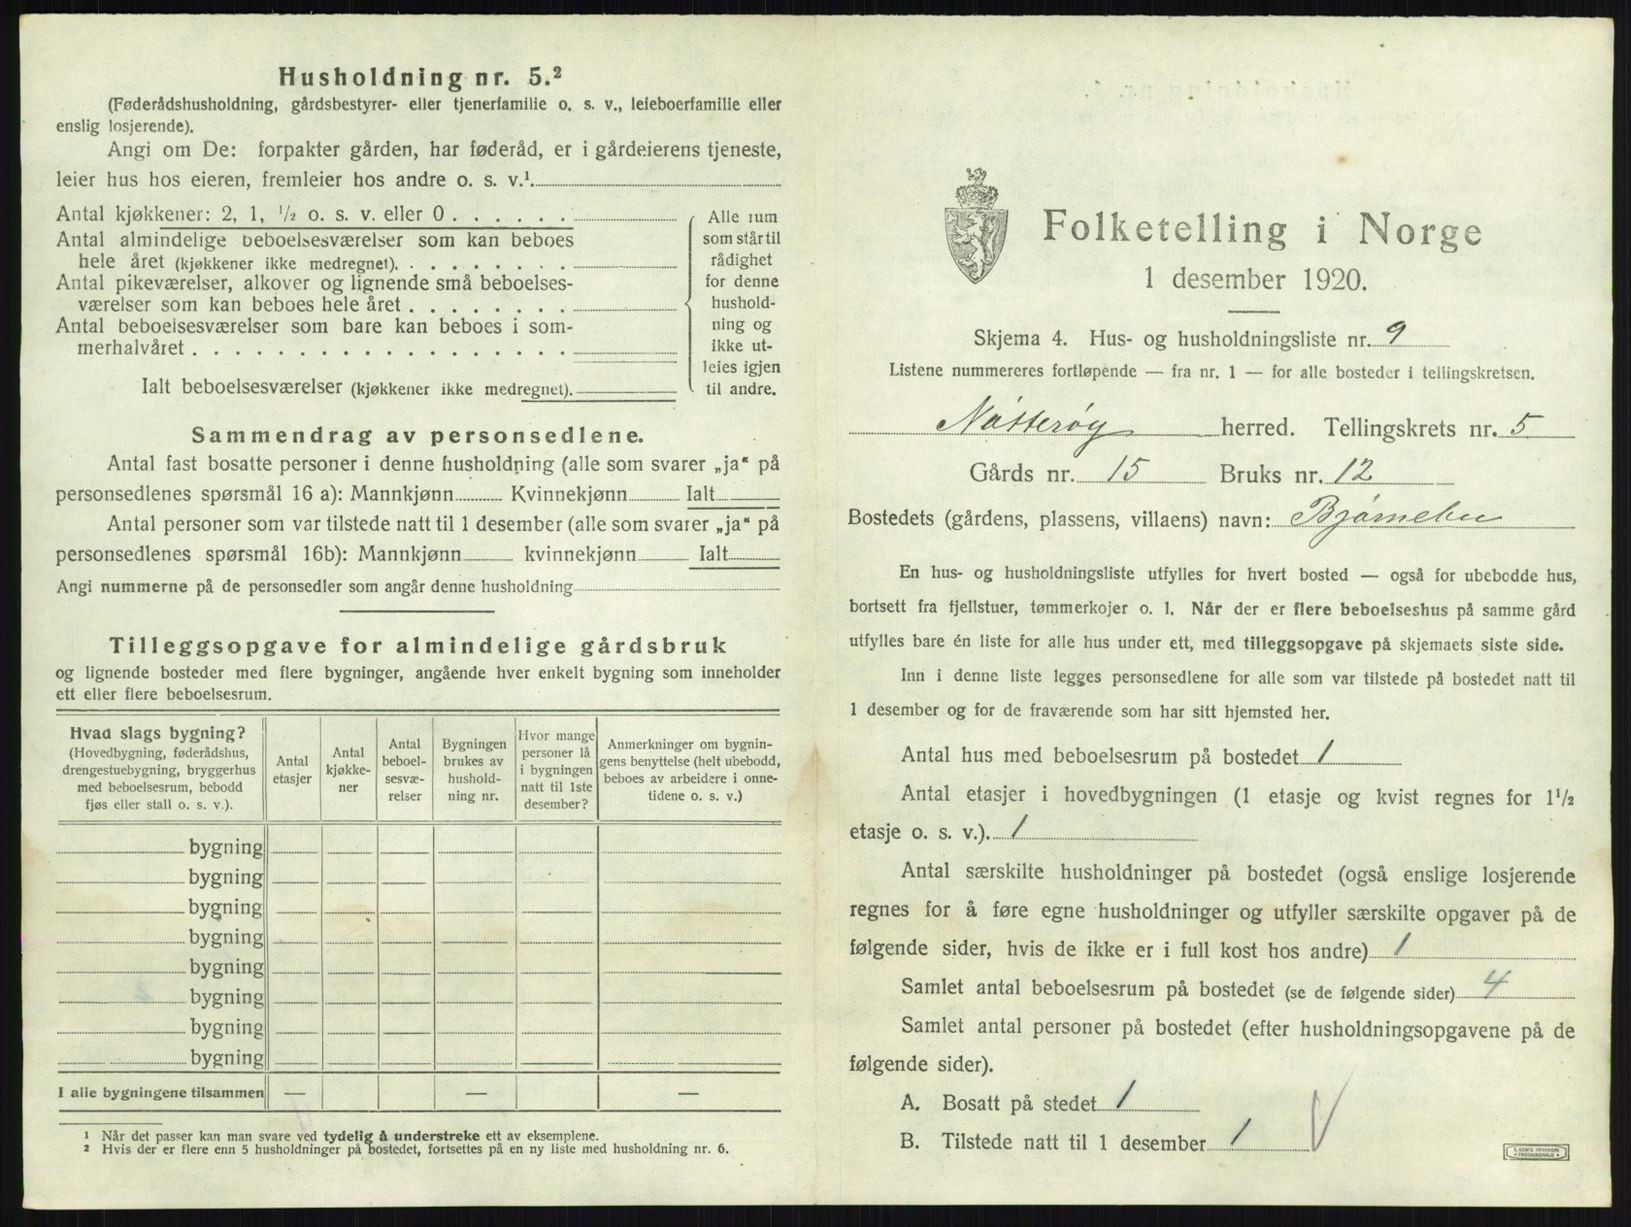 Husholdning nr. 5.²
(Føderådshusholdning, gårdsbestyrer- eller tjenerfamilie o. s. v., leieboerfamilie eller
enslig losjerende).
Angi om De: forpakter gården, har føderåd, er i gårdeierens tjeneste,
leier hus hos eieren, fremleier hos andre o. s. v.¹
Antal kjøkkener: 2, 1, ½ o. s. v. eller 0
Antal almindelige beboelsesværelser som kan beboes
hele året (kjøkkener ikke medregnet).
Antal pikeværelser, alkover og lignende små beboelses-
værelser som kan beboes hele året
Antal beboelsesværelser som bare kan beboes i som-
merhalvåret
Ialt beboelsesværelser (kjøkkener ikke medregnet).
Alle rum
som står til
rådighet
for denne
hushold-
ning og
ikke ut-
leies igjen
til andre.
Sammendrag av personsedlene.
Antal fast bosatte personer i denne husholdning (alle som svarer „ja“ på
personsedlenes spørsmål 16 a): Mannkjønn Kvinnekjønn Ialt
Antal personer som var tilstede natt til 1 desember (alle som svarer „ja“ på
personsedlenes spørsmål 16b): Mannkjønn kvinnekjønn Ialt
Angi nummerne på de personsedler som angår denne husholdning
Tilleggsopgave for almindelige gårdsbruk
og lignende bosteder med flere bygninger, angående hver enkelt bygning som inneholder
ett eller flere beboelsesrum.
Hvad slags bygning?
(Hovedbygning, føderådshus,
drengestuebygning, bryggerhus
med beboelsesrum, bebodd
fjøs eller stall o. s. v.).
Antal
etasjer
Antal
kjøkke-
ner
Antal
beboel-
sesvæ-
relser
Bygningen
brukes av
hushold-
ning nr.
Hvor mange
personer lå
i bygningen
natt til 1ste
desember?
Anmerkninger om bygnin-
gens benyttelse (helt ubebodd,
beboes av arbeidere i onne-
tidene o. s. v.)
bygning
bygning
bygning
bygning
bygning
bygning
bygning
bygning
I alle bygningene tilsammen — — —
¹ Når det passer kan man svare ved tydelig å understreke ett av eksemplene.
² Hvis der er flere enn 5 husholdninger på bostedet, fortsettes på en ny liste med husholdning nr. 6.
Folketelling i Norge
1 desember 1920.
Skjema 4. Hus- og husholdningsliste nr. 9
Listene nummereres fortløpende — fra nr. 1 — for alle bosteder i tellingskretsen.
Nøtterøy herred. Tellingskrets nr. 5
Gårds nr. 15 Bruks nr. 12
Bostedets (gårdens, plassens, villaens) navn: Bjørnebu
En hus- og husholdningsliste utfylles for hvert bosted — også for ubebodde hus,
bortsett fra fjellstuer, tømmerkojer o. l. Når der er flere beboelseshus på samme gård
utfylles bare én liste for alle hus under ett, med tilleggsopgave på skjemaets siste side.
Inn i denne liste legges personsedlene for alle som var tilstede på bostedet natt til
1 desember og for de fraværende som har sitt hjemsted her.
Antal hus med beboelsesrum på bostedet 1
Antal etasjer i hovedbygningen (1 etasje og kvist regnes for 1½
etasje o. s. v.). 1
Antal særskilte husholdninger på bostedet (også enslige losjerende
regnes for å føre egne husholdninger og utfyller særskilte opgaver på de
følgende sider, hvis de ikke er i full kost hos andre) 1
Samlet antal beboelsesrum på bostedet (se de følgende sider) 4
Samlet antal personer på bostedet (efter husholdningsopgavene på de
følgende sider).
A. Bosatt på stedet 1
B. Tilstede natt til 1 desember 1